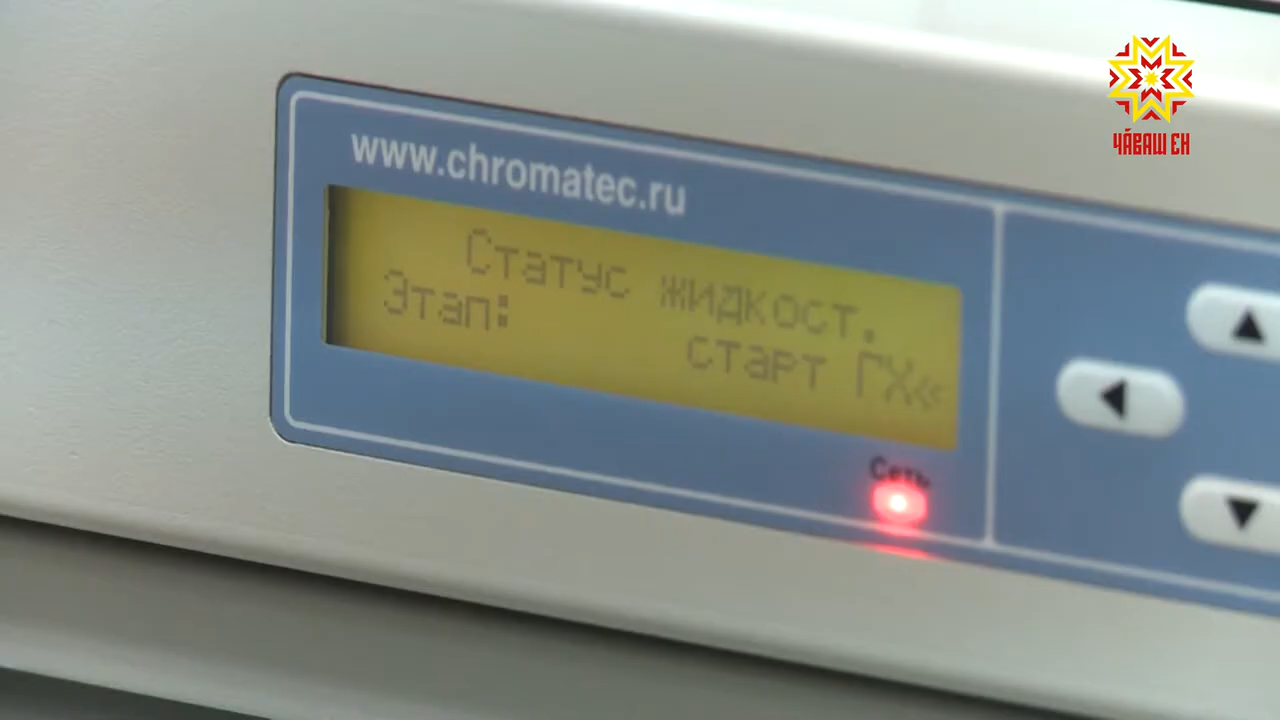 ЧӐВАШ ЕН
www.chromatec.ru
Статус жидкост.
Этап:
старт ГХ«
Сеть